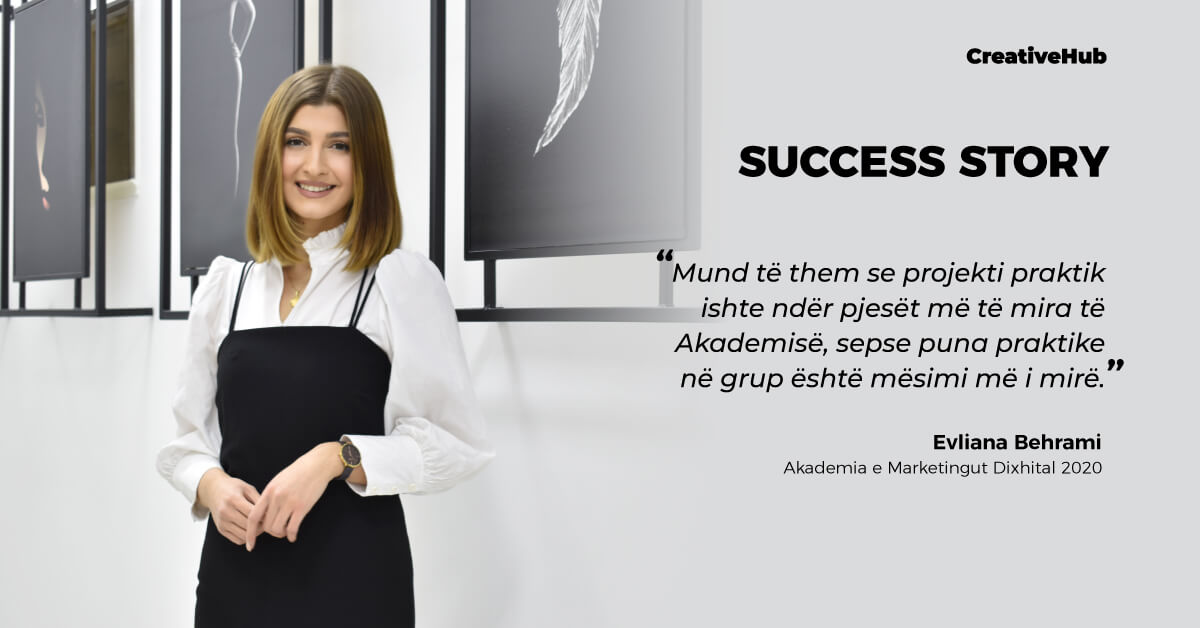 CreativeHub
SUCCESS STORY
“Mund të them se projekti praktik
ishte ndër pjesët më të mira të
Akademisë, sepse puna praktike
në grup është mësimi më i mirë.”
Evliana Behrami
Akademia e Marketingut Dixhital 2020